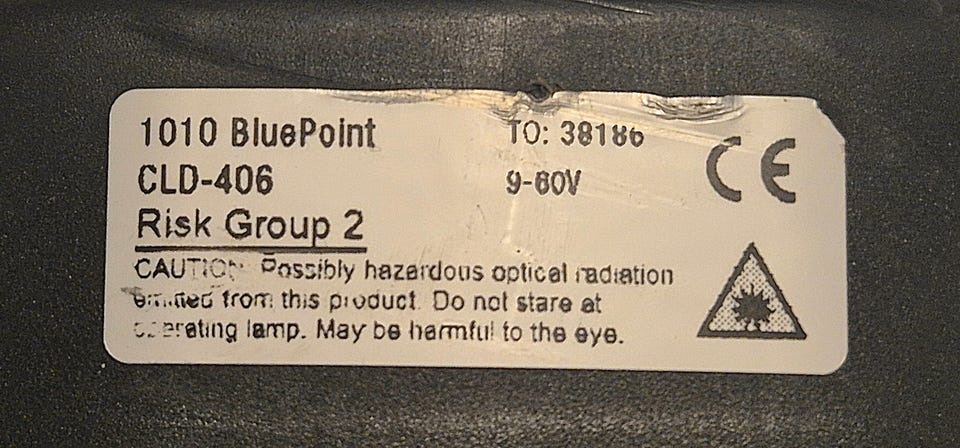 1010 BluePoint TO: 38186
CLD-406 9-60V
CE
Risk Group 2
CAUTION: Possibly hazardous optical radiation
emitted from this product. Do not stare at
operating lamp. May be harmful to the eye.